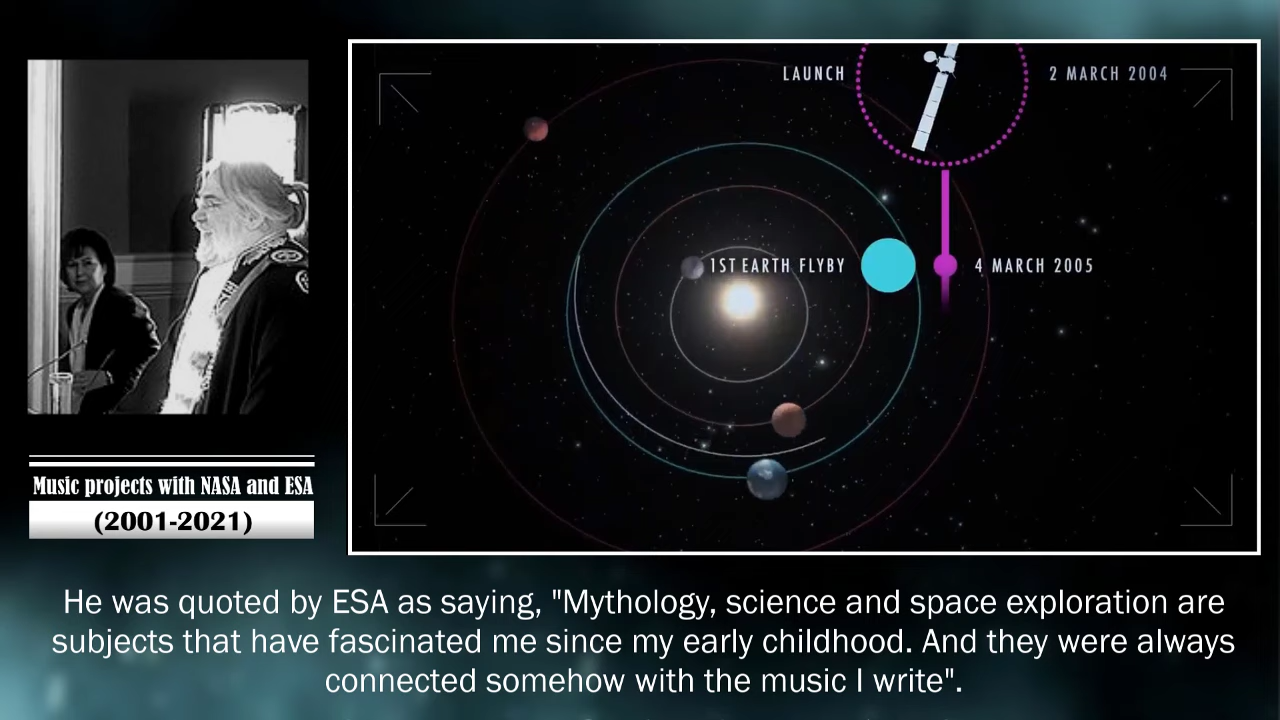 LAUNCH 2 MARCH 2004
1ST EARTH FLYBY 4 MARCH 2005
Music projects with NASA and ESA
(2001-2021)
He was quoted by ESA as saying, "Mythology, science and space exploration are
subjects that have fascinated me since my early childhood. And they were always
connected somehow with the music I write".